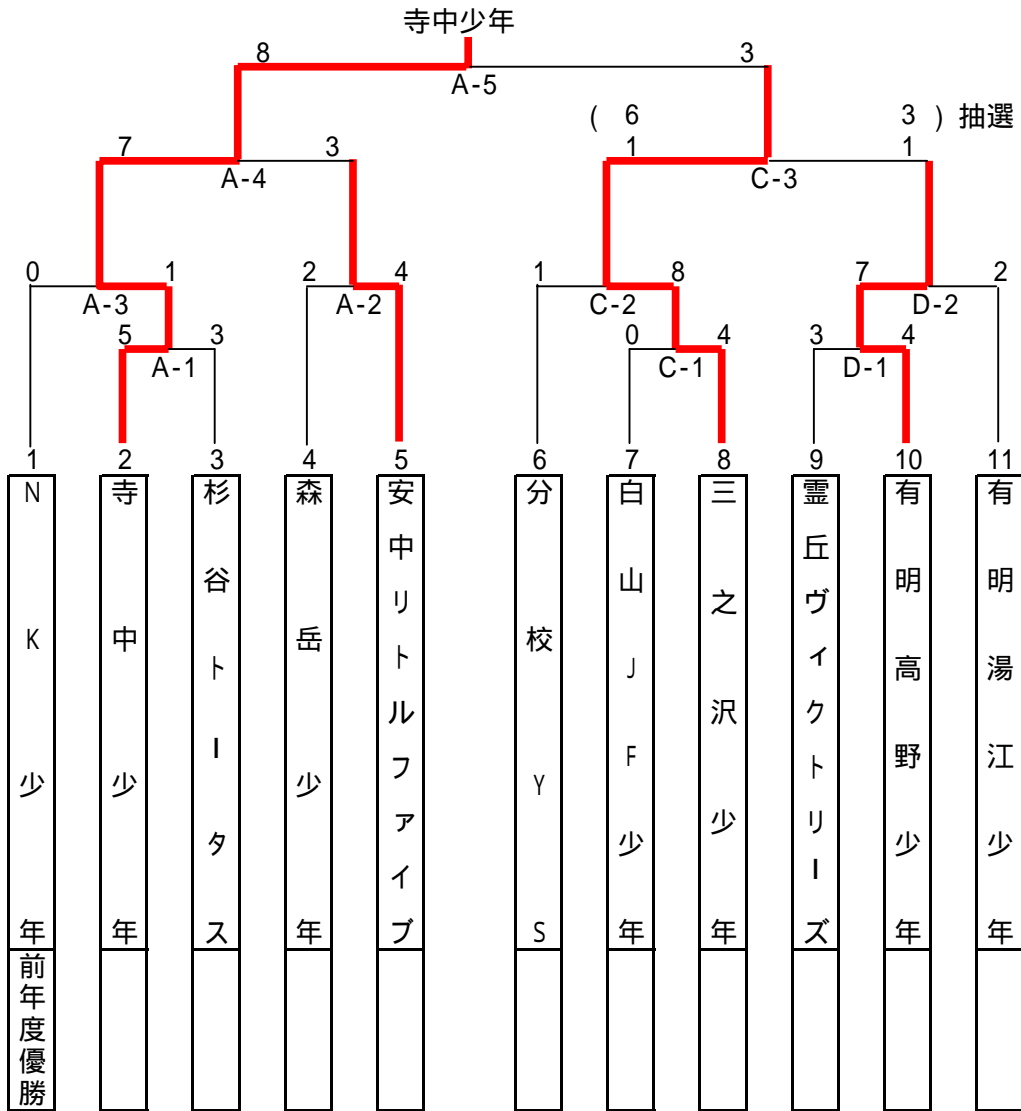 寺中少年
8 3
A-5
( 6 3 ) 抽選
7 3 1 1
A-4 C-3
0 1 2 4 1 8 7 2
A-3 A-2 C-2 D-2
5 3 0 4 3 4
A-1 C-1 D-1
1 2 3 4 5 6 7 8 9 10 11
NK少年
寺中少年
杉谷トータス
森岳少年
安中リトルファイブ
分校YS
白山JF少年
三之沢少年
霊丘ヴィクトリーズ
有明高野少年
有明湯江少年
前年度優勝